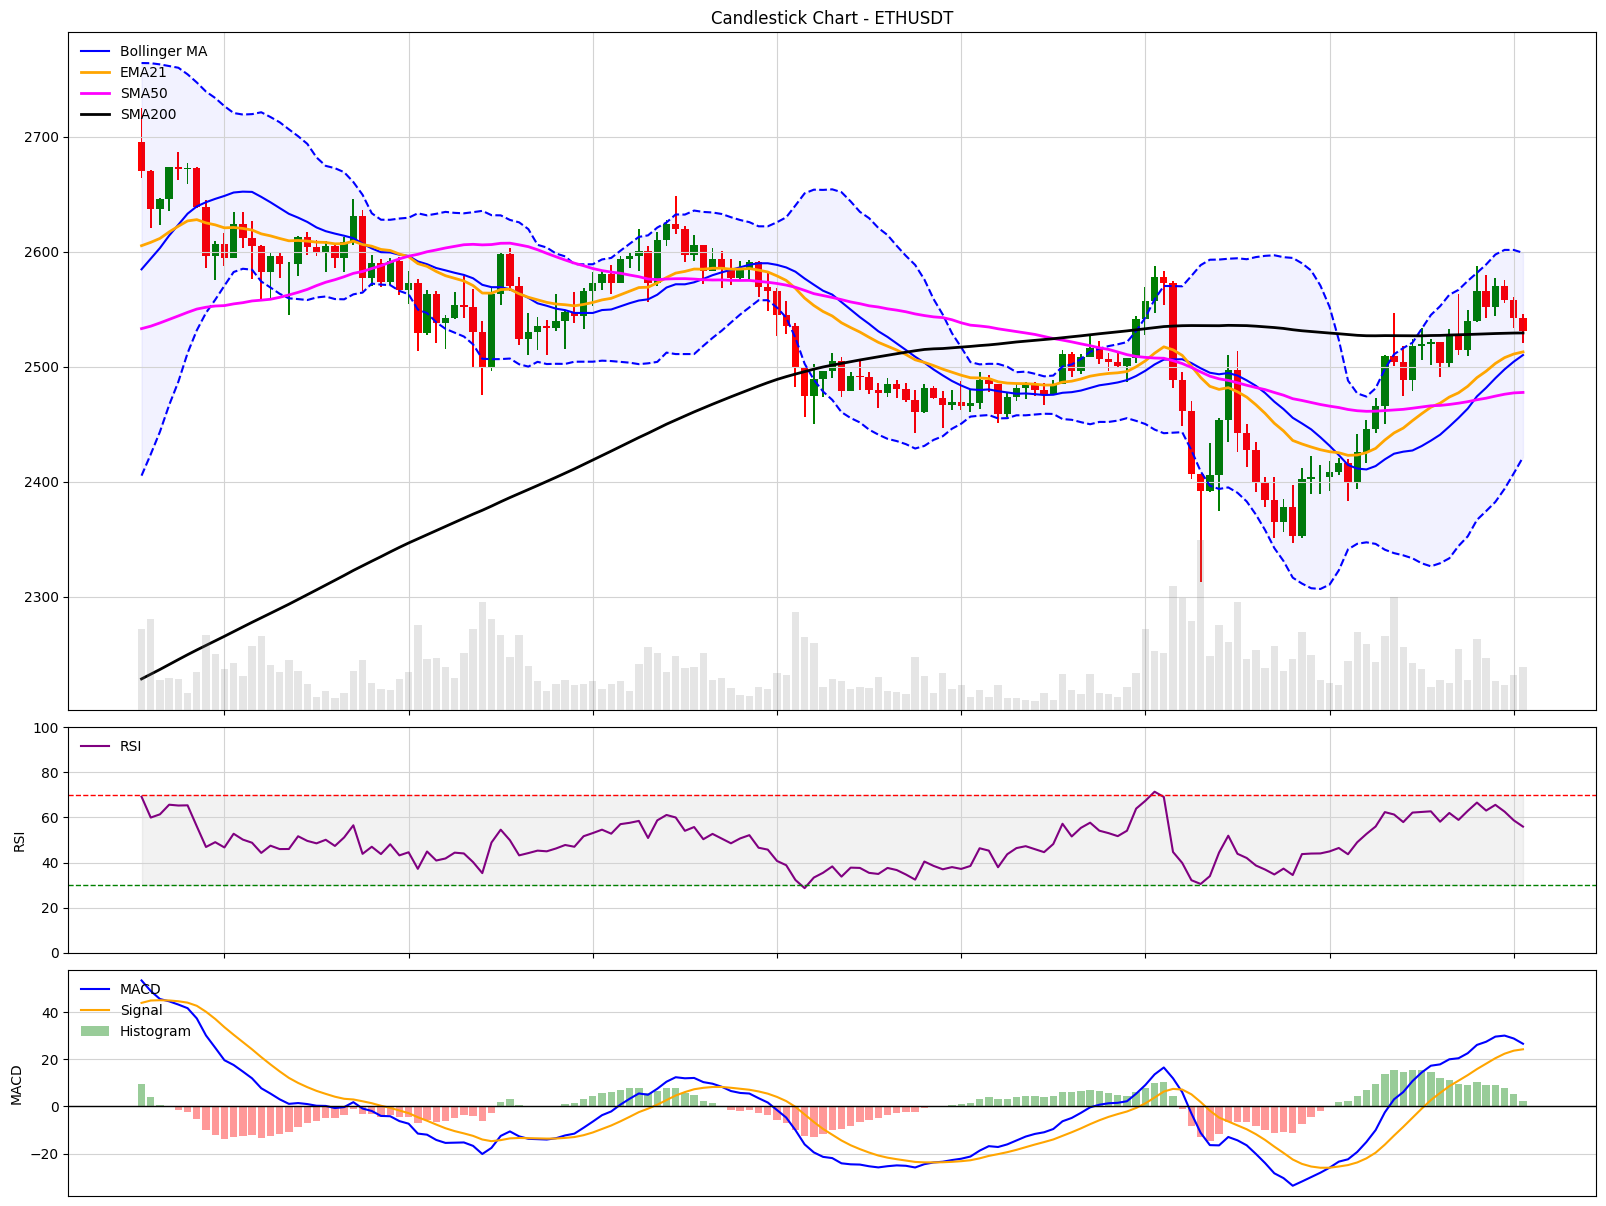 Candlestick Chart - ETHUSDT
Bollinger MA
EMA21
SMA50
SMA200
2700
2600
2500
2400
2300
RSI
100
80
60
40
20
0
RSI
MACD
Signal
Histogram
40
20
0
−20
MACD